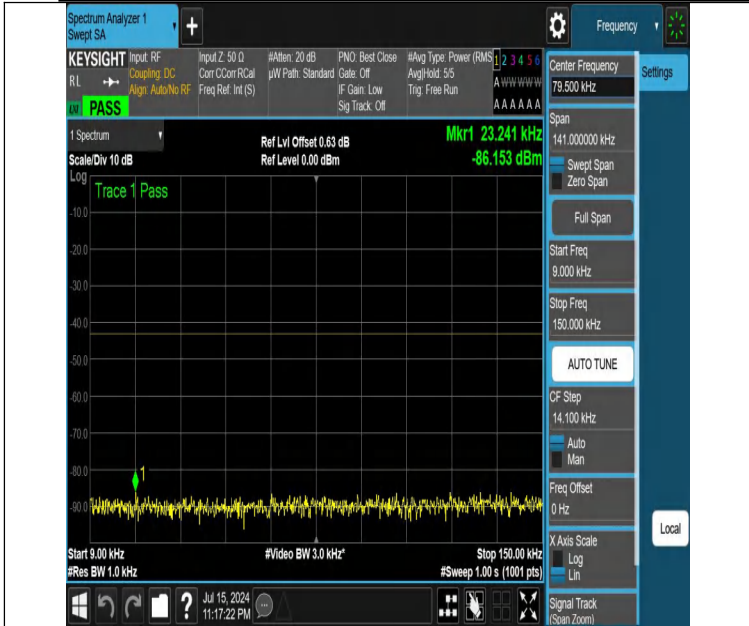 Spectrum Analyzer 1
Swept SA
+
Frequency
KEYSIGHT
RL
PASS
Input: RF
Coupling: DC
Align: Auto/No RF
Input Z: 50 Ω
Corr CCorr RCal
Freq Ref: Int (S)
#Atten: 20 dB
µW Path: Standard
PNO: Best Close
Gate: Off
IF Gain: Low
Sig Track: Off
#Avg Type: Power (RMS
Avg|Hold: 5/5
Trig: Free Run
1 2 3 4 5 6
A W W W W W
A A A A A A
1 Spectrum
Scale/Div 10 dB
Ref Lvl Offset 0.63 dB
Ref Level 0.00 dBm
Mkr1 23.241 kHz
-86.153 dBm
Log
Trace 1 Pass
-10.0
-20.0
-30.0
-40.0
-50.0
-60.0
-70.0
-80.0
-90.0
1
Start 9.00 kHz
#Video BW 3.0 kHz*
Stop 150.00 kHz
#Res BW 1.0 kHz
#Sweep 1.00 s (1001 pts)
Jul 15, 2024
11:17:22 PM
?
Center Frequency
79.500 kHz
Settings
Span
141.000000 kHz
Swept Span
Zero Span
Full Span
Start Freq
9.000 kHz
Stop Freq
150.000 kHz
AUTO TUNE
CF Step
14.100 kHz
Auto
Man
Freq Offset
0 Hz
X Axis Scale
Log
Lin
Local
Signal Track
(Span Zoom)